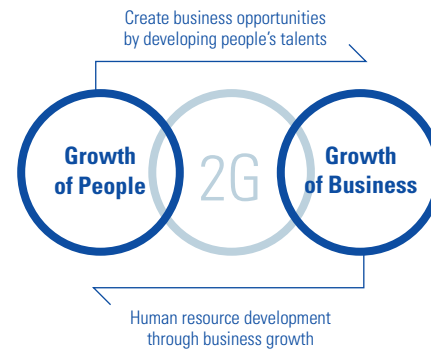 Create business opportunities
by developing people's talents
Growth
of People
2G
Growth
of Business
Human resource development
through business growth